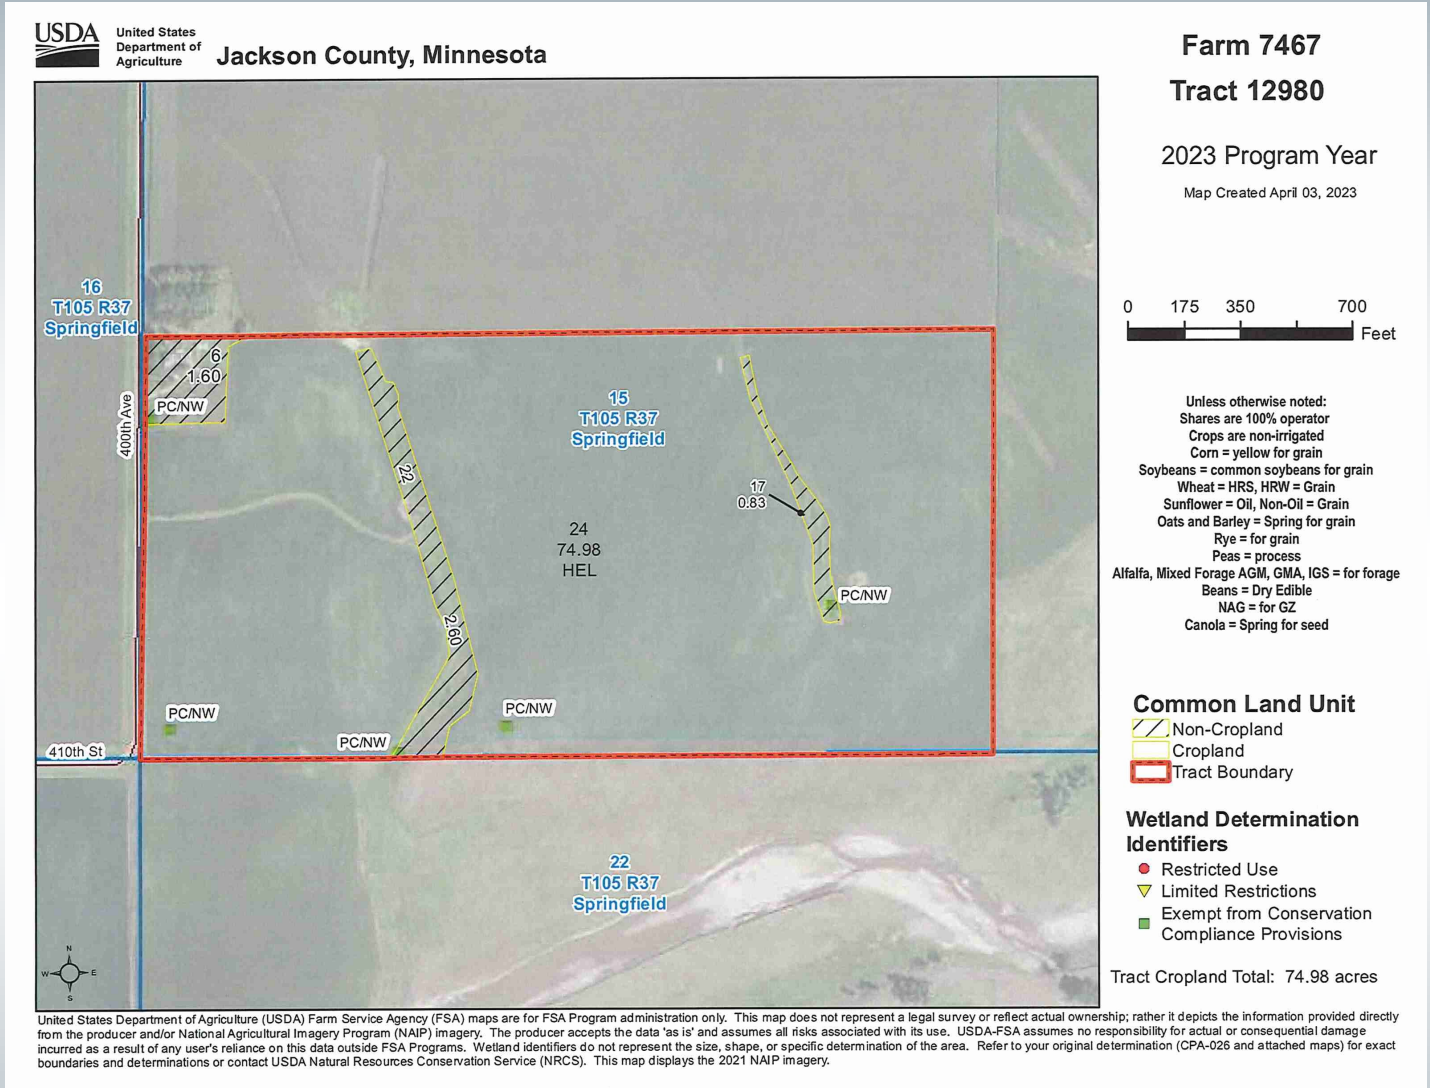 USDA
United States
Department of
Agriculture
Jackson County, Minnesota
Farm 7467
Tract 12980
2023 Program Year
Map Created April 03, 2023
0 175 350 700
Feet
16
T105 R37
Springfield
6
1.60
PC/NW
400th Ave
15
T105 R37
Springfield
22
17
0.83
24
74.98
HEL
PC/NW
2.60
PC/NW
PC/NW
PC/NW
410th St
22
T105 R37
Springfield
N
W E
S
Unless otherwise noted:
Shares are 100% operator
Crops are non-irrigated
Corn = yellow for grain
Soybeans = common soybeans for grain
Wheat = HRS, HRW = Grain
Sunflower = Oil, Non-Oil = Grain
Oats and Barley = Spring for grain
Rye = for grain
Peas = process
Alfalfa, Mixed Forage AGM, GMA, IGS = for forage
Beans = Dry Edible
NAG = for GZ
Canola = Spring for seed
Common Land Unit
Non-Cropland
Cropland
Tract Boundary
Wetland Determination
Identifiers
Restricted Use
Limited Restrictions
Exempt from Conservation
Compliance Provisions
Tract Cropland Total: 74.98 acres
United States Department of Agriculture (USDA) Farm Service Agency (FSA) maps are for FSA Program administration only. This map does not represent a legal survey or reflect actual ownership; rather it depicts the information provided directly
from the producer and/or National Agricultural Imagery Program (NAIP) imagery. The producer accepts the data 'as is' and assumes all risks associated with its use. USDA-FSA assumes no responsibility for actual or consequential damage
incurred as a result of any user's reliance on this data outside FSA Programs. Wetland identifiers do not represent the size, shape, or specific determination of the area. Refer to your original determination (CPA-026 and attached maps) for exact
boundaries and determinations or contact USDA Natural Resources Conservation Service (NRCS). This map displays the 2021 NAIP imagery.